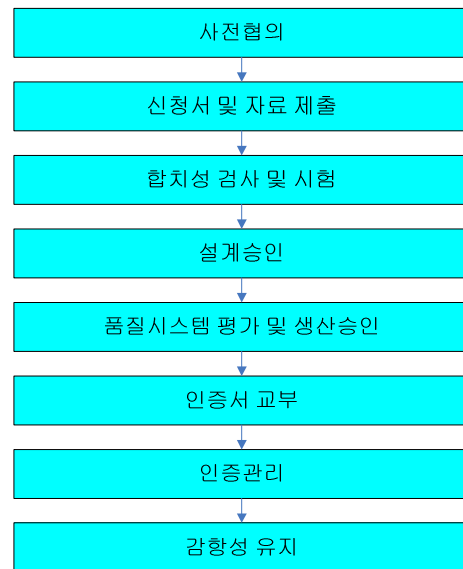 사전협의
신청서 및 자료 제출
합치성 검사 및 시험
설계승인
품질시스템 평가 및 생산승인
인증서 교부
인증관리
감항성 유지